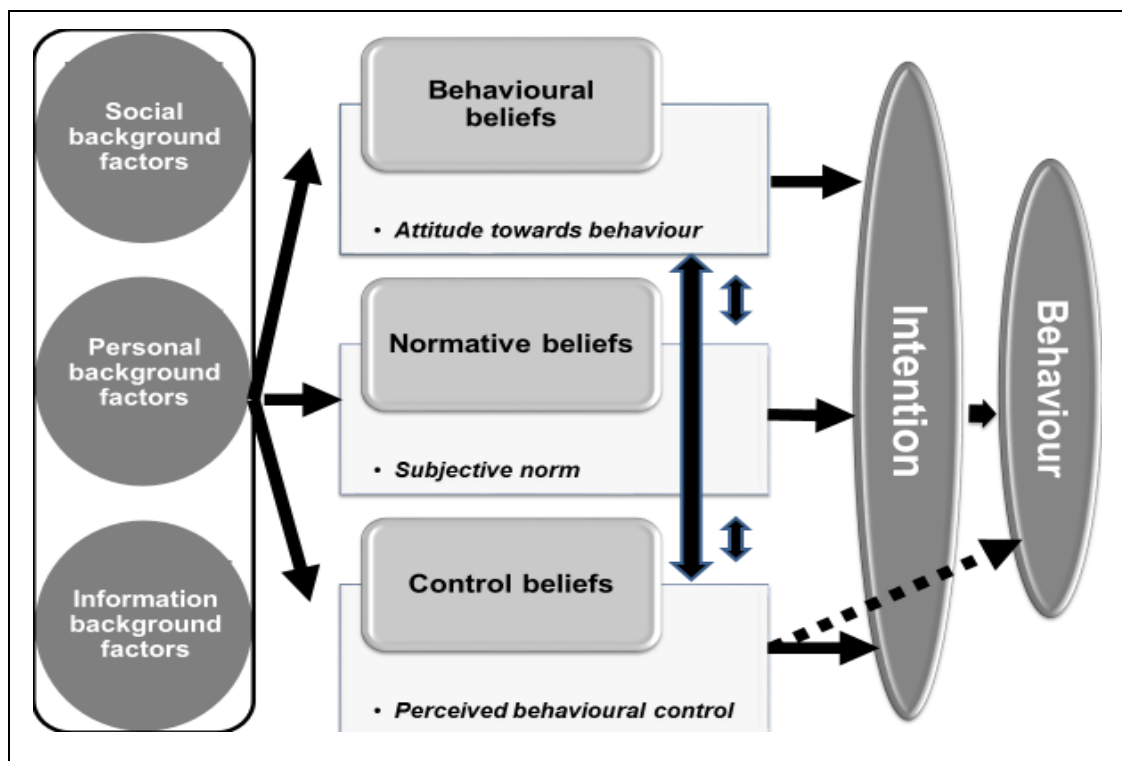 Social
background
factors
Personal
background
factors
Information
background
factors
Behavioural
beliefs
• Attitude towards behaviour
Normative beliefs
• Subjective norm
Control beliefs
• Perceived behavioural control
Intention
Behaviour